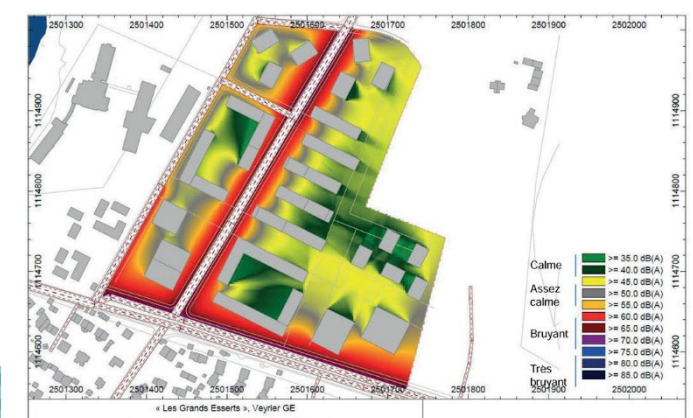 2501300 2501400 2501500 2501600 2501700 2501800 2501900 2502000
1114900 1114900
1114800 1114800
1114700 1114700
1114600 1114600
Calme
Assez
calme
Bruyant
Très
bruyant
>= 35.0 dB(A)
>= 40.0 dB(A)
>= 45.0 dB(A)
>= 50.0 dB(A)
>= 55.0 dB(A)
>= 60.0 dB(A)
>= 65.0 dB(A)
>= 70.0 dB(A)
>= 75.0 dB(A)
>= 80.0 dB(A)
>= 85.0 dB(A)
2501300 2501400 2501500 2501600 2501700 2501800 2501900 2502000
« Les Grands Esserts », Veyrier GE